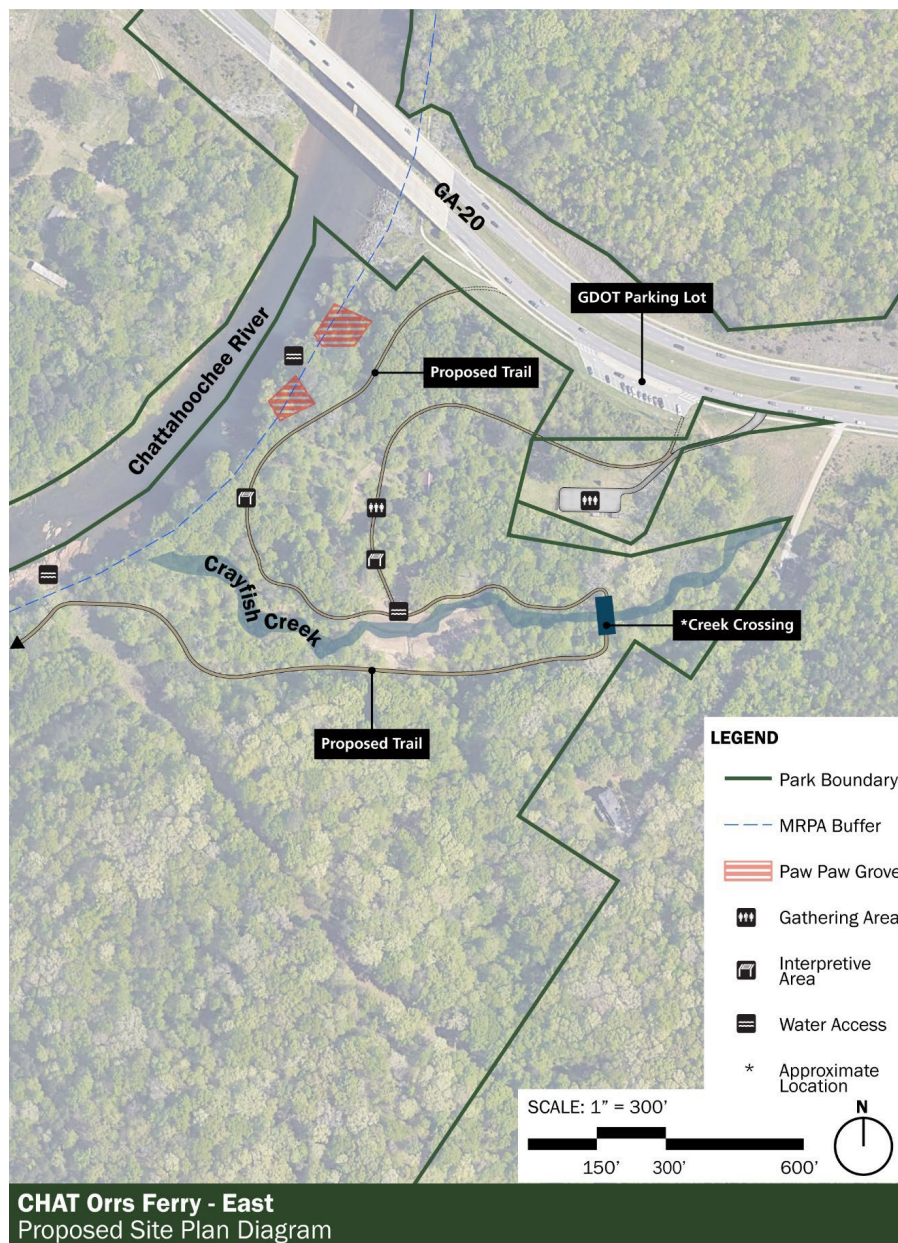 GA-20
GDOT Parking Lot
Chattahoochee River
Proposed Trail
Crayfish Creek
*Creek Crossing
Proposed Trail
LEGEND
Park Boundary
MRPA Buffer
Paw Paw Grove
Gathering Area
Interpretive
Area
Water Access
* Approximate
Location
SCALE: 1” = 300’
N
150’ 300’ 600’
CHAT Orrs Ferry - East
Proposed Site Plan Diagram